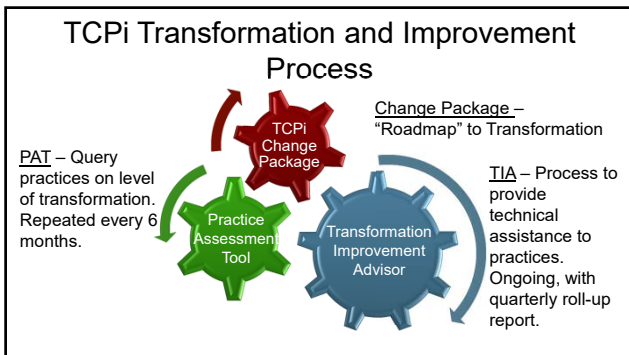 TCPi Transformation and Improvement
Process
TCPi
Change
Package
Change Package –
“Roadmap” to Transformation
PAT – Query
practices on level
of transformation.
Repeated every 6
months.
Practice
Assessment
Tool
Transformation
Improvement
Advisor
TIA – Process to
provide
technical
assistance to
practices.
Ongoing, with
quarterly roll-up
report.